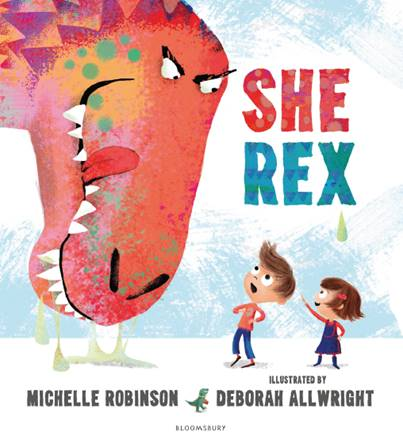 SHE
REX
ILLUSTRATED BY
MICHELLE ROBINSON DEBORAH ALLWRIGHT
BLOOMSBURY